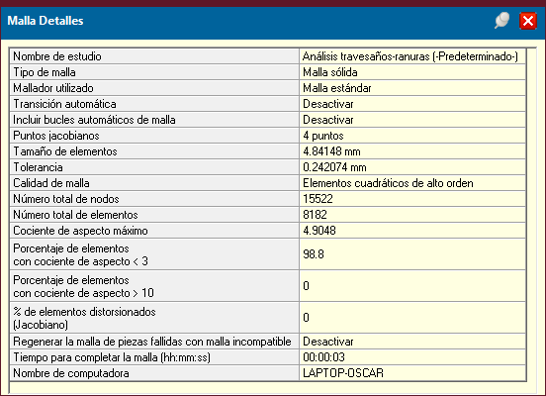 Malla Detalles
Nombre de estudio Análisis travesaños-ranuras (-Predeterminado-)
Tipo de malla Malla sólida
Mallador utilizado Malla estándar
Transición automática Desactivar
Incluir bucles automáticos de malla Desactivar
Puntos jacobianos 4 puntos
Tamaño de elementos 4.84148 mm
Tolerancia 0.242074 mm
Calidad de malla Elementos cuadráticos de alto orden
Número total de nodos 15522
Número total de elementos 8182
Cociente de aspecto máximo 4.9048
Porcentaje de elementos
con cociente de aspecto < 3 98.8
Porcentaje de elementos
con cociente de aspecto > 10 0
% de elementos distorsionados
(Jacobiano) 0
Regenerar la malla de piezas fallidas con malla incompatible Desactivar
Tiempo para completar la malla (hh:mm:ss) 00:00:03
Nombre de computadora LAPTOP-OSCAR